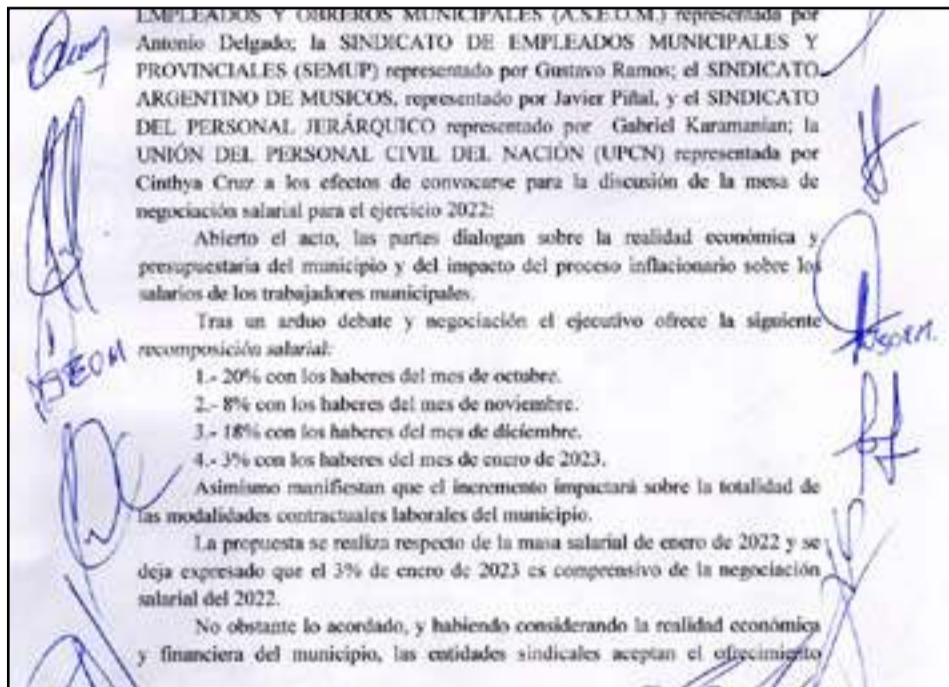 EMPLEADOS Y OBREROS MUNICIPALES (A.S.E.O.M.) representada por
Antonio Delgado; la SINDICATO DE EMPLEADOS MUNICIPALES Y
PROVINCIALES (SEMUP) representado por Gustavo Ramos; el SINDICATO
ARGENTINO DE MUSICOS, representado por Javier Piñal, y el SINDICATO
DEL PERSONAL JERÁRQUICO representado por Gabriel Karamanian; la
UNIÓN DEL PERSONAL CIVIL DEL NACIÓN (UPCN) representada por
Cinthya Cruz a los efectos de convocarse para la discusión de la mesa de
negociación salarial para el ejercicio 2022:
Abierto el acto, las partes dialogan sobre la realidad económica y
presupuestaria del municipio y del impacto del proceso inflacionario sobre los
salarios de los trabajadores municipales.
Tras un arduo debate y negociación el ejecutivo ofrece la siguiente
recomposición salarial:
1.- 20% con los haberes del mes de octubre.
2.- 8% con los haberes del mes de noviembre.
3.- 18% con los haberes del mes de diciembre.
4.- 3% con los haberes del mes de enero de 2023.
Asimismo manifiestan que el incremento impactará sobre la totalidad de
las modalidades contractuales laborales del municipio.
La propuesta se realiza respecto de la masa salarial de enero de 2022 y se
deja expresado que el 3% de enero de 2023 es comprensivo de la negociación
salarial del 2022.
No obstante lo acordado, y habiendo considerando la realidad económica
y financiera del municipio, las entidades sindicales aceptan el ofrecimiento